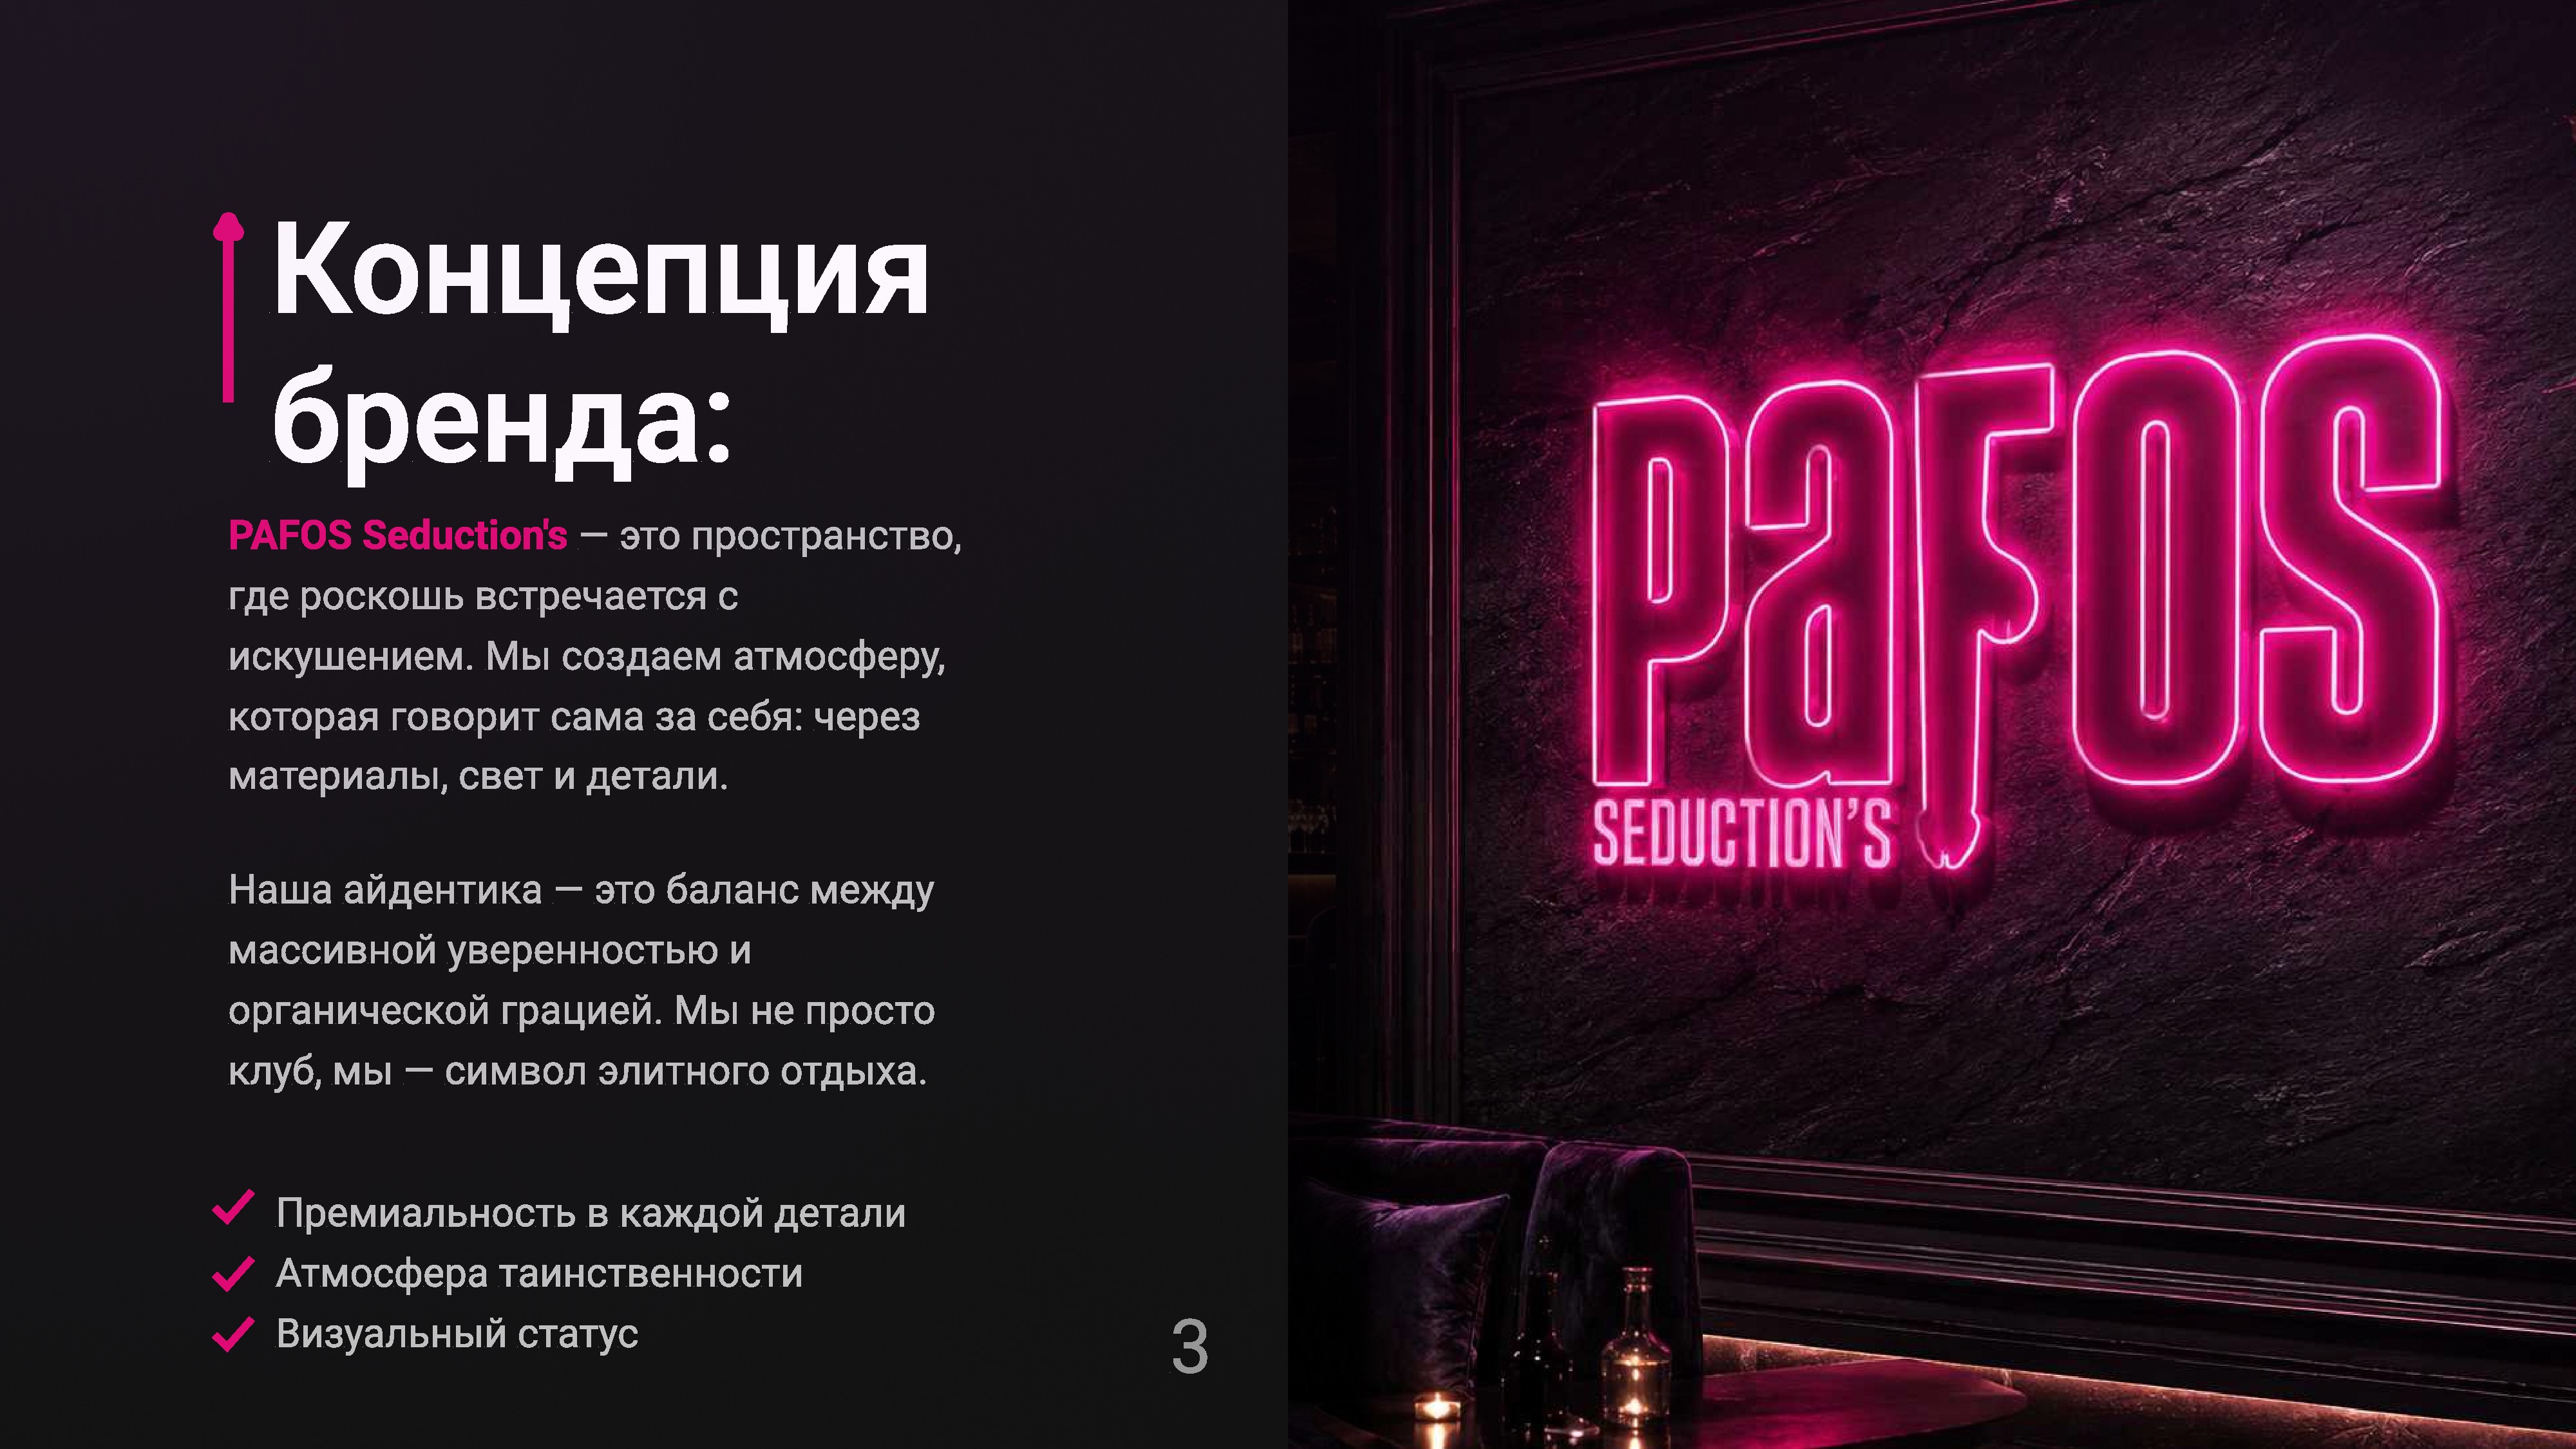 Концепция
бренда:
PAFOS Seduction's — это пространство,
где роскошь встречается с
искушением. Мы создаем атмосферу,
которая говорит сама за себя: через
материалы, свет и детали.
Наша айдентика — это баланс между
массивной уверенностью и
органической грацией. Мы не просто
клуб, мы — символ элитного отдыха.
Премиальность в каждой детали
Атмосфера таинственности
Визуальный статус
3
PaFOS
SEDUCTION'S